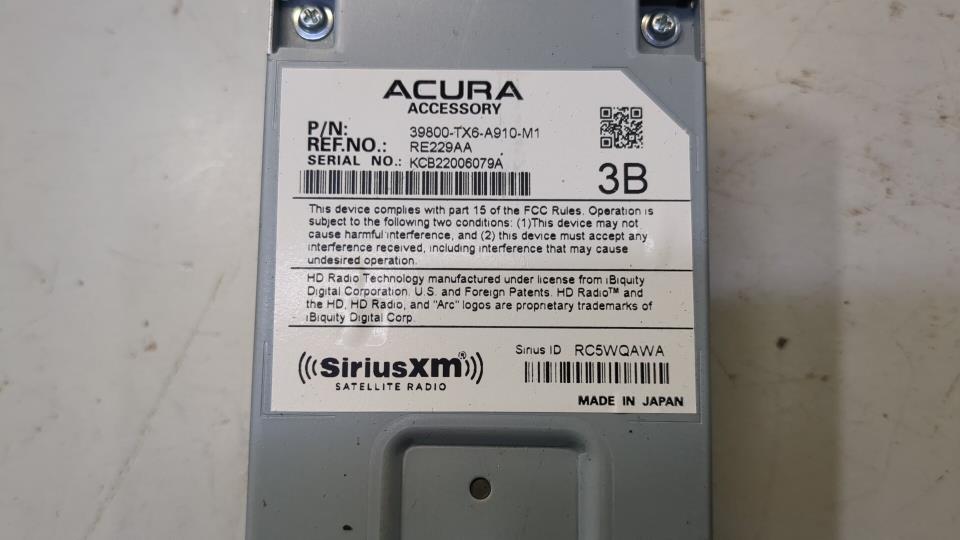 ACURA
ACCESSORY
P/N: 39800-TX6-A910-M1
REF.NO.: RE229AA
SERIAL NO.: KCB22006079A
3B
This device complies with part 15 of the FCC Rules. Operation is
subject to the following two conditions: (1)This device may not
cause harmful interference, and (2) this device must accept any
interference received, including interference that may cause
undesired operation.
HD Radio Technology manufactured under license from iBiquity
Digital Corporation. U.S. and Foreign Patents. HD Radio™ and
the HD, HD Radio, and "Arc" logos are proprietary trademarks of
iBiquity Digital Corp.
SiriusXm®
SATELLITE RADIO
Sirius ID RC5WQAWA
MADE IN JAPAN